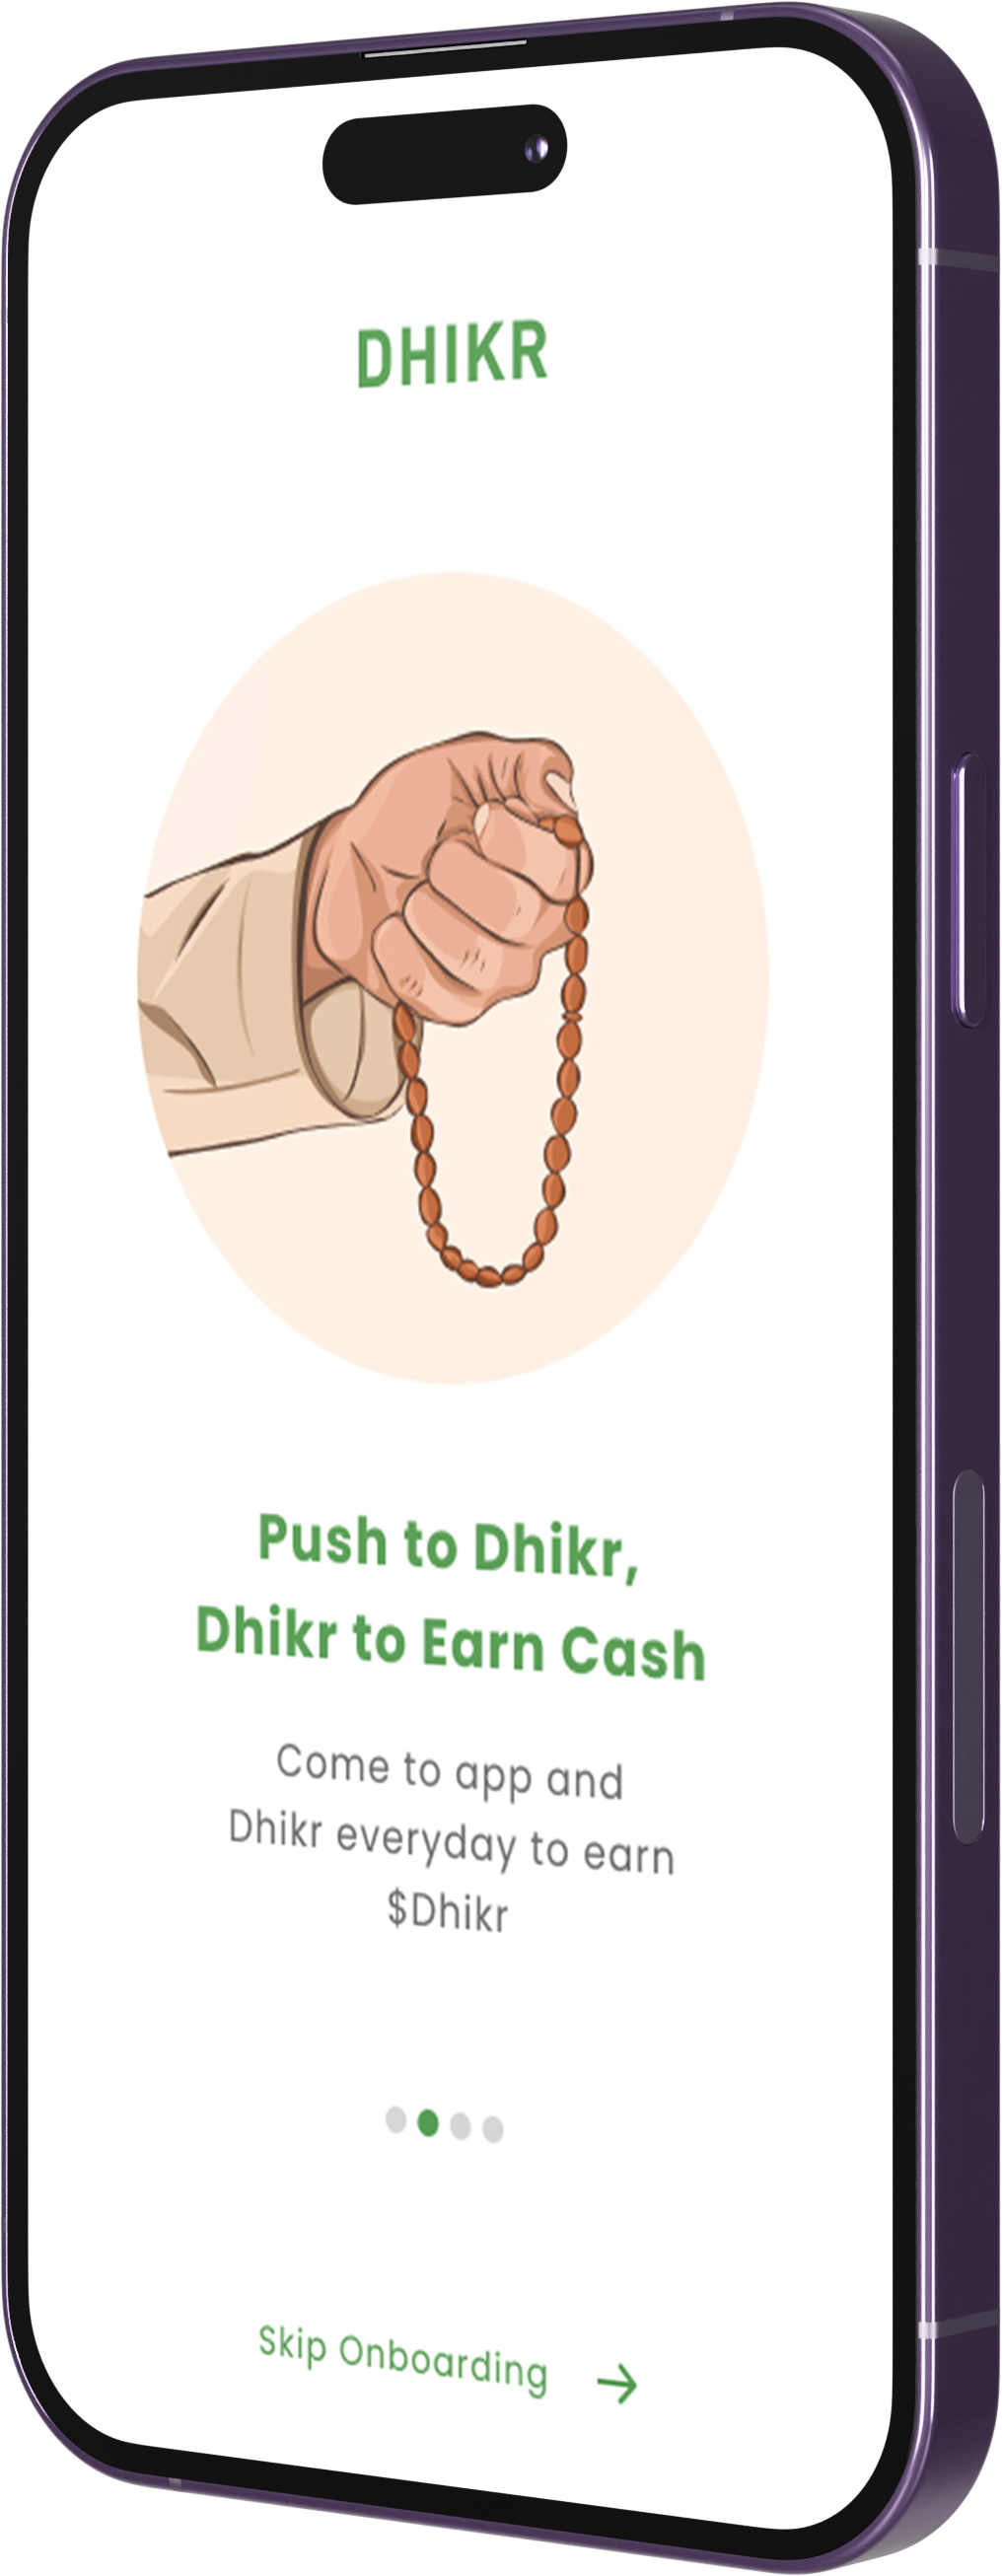 DHIKR
Push to Dhikr,
Dhikr to Earn Cash
Come to app and
Dhikr everyday to earn
$Dhikr
Skip Onboarding